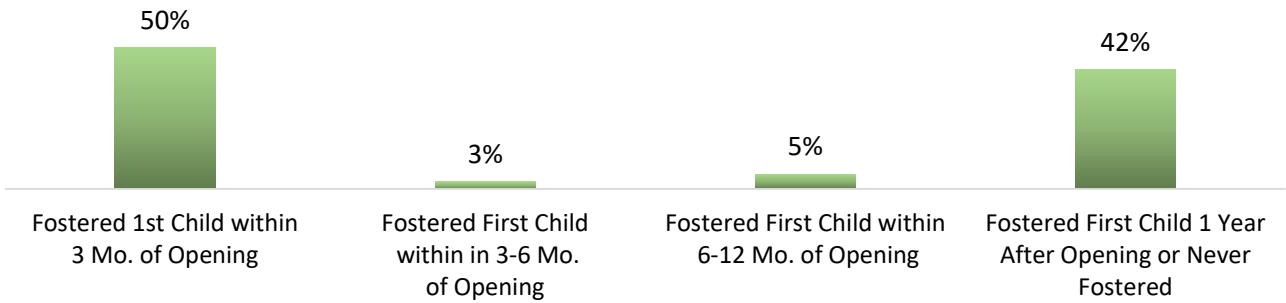 50%
3%
5%
42%
Fostered 1st Child within
3 Mo. of Opening
Fostered First Child
within in 3-6 Mo.
of Opening
Fostered First Child within
6-12 Mo. of Opening
Fostered First Child 1 Year
After Opening or Never
Fostered